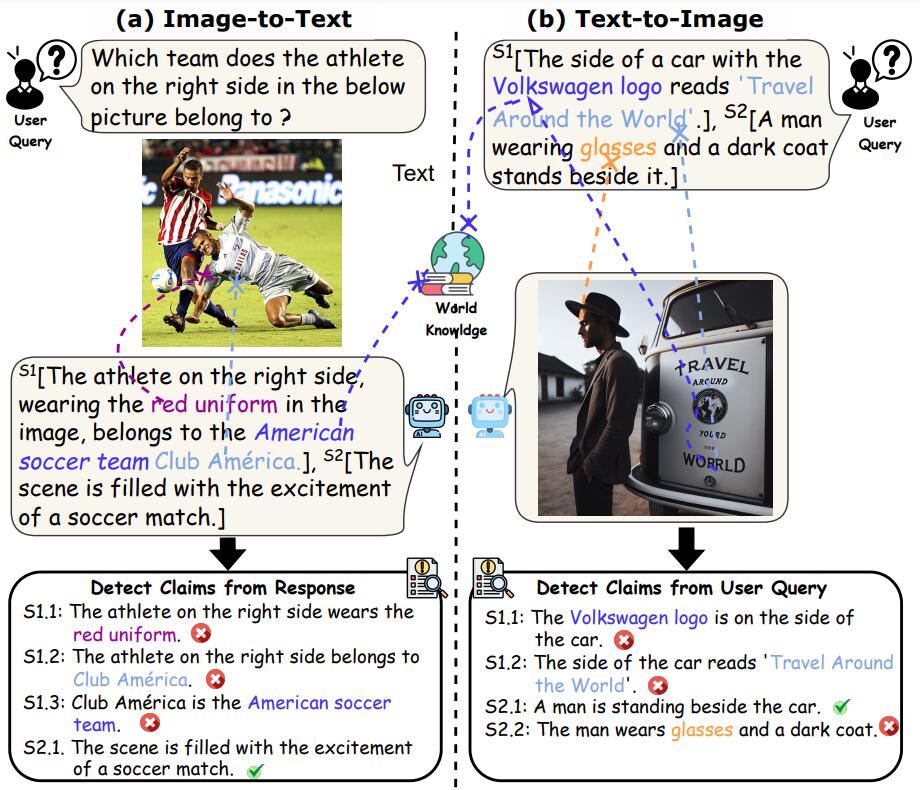 (a) Image-to-Text
Which team does the athlete
on the right side in the below
picture belong to ?
User
Query
Panasonic
DALLAS
S1[The athlete on the right side,
wearing the red uniform in the
image, belongs to the American
soccer team Club América.], S2[The
scene is filled with the excitement
of a soccer match.]
AI
Detect Claims from Response
S1.1: The athlete on the right side wears the
red uniform.
S1.2: The athlete on the right side belongs to
Club América.
S1.3: Club América is the American soccer
team.
S2.1. The scene is filled with the excitement
of a soccer match.
Text
World
Knowldge
(b) Text-to-Image
S1[The side of a car with the
Volkswagen logo reads 'Travel
Around the World'.], S2[A man
wearing glasses and a dark coat
stands beside it.]
User
Query
TRAVEL
AROUND
YOURD
THE
WORRLD
AI
Detect Claims from User Query
S1.1: The Volkswagen logo is on the side of
the car.
S1.2: The side of the car reads 'Travel Around
the World'.
S2.1: A man is standing beside the car.
S2.2: The man wears glasses and a dark coat.